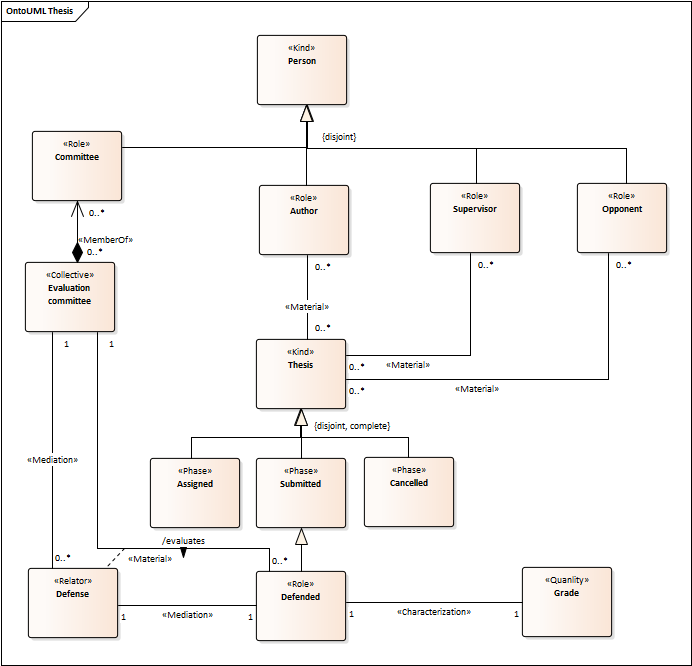 OntoUML Thesis
«Kind»
Person
{disjoint}
«Role»
Committee
«Role»
Author
«Role»
Supervisor
«Role»
Opponent
0..*
«MemberOf»
0..*
«Collective»
Evaluation
committee
0..*
0..*
0..*
«Material»
0..*
1
1
«Kind»
Thesis
0..*
«Material»
0..*
«Material»
{disjoint, complete}
«Mediation»
«Phase»
Assigned
«Phase»
Submitted
«Phase»
Cancelled
/evaluates
0..*
«Material»
0..*
«Relator»
Defense
«Role»
Defended
«Quanlity»
Grade
1
«Mediation»
1
1
«Characterization»
1